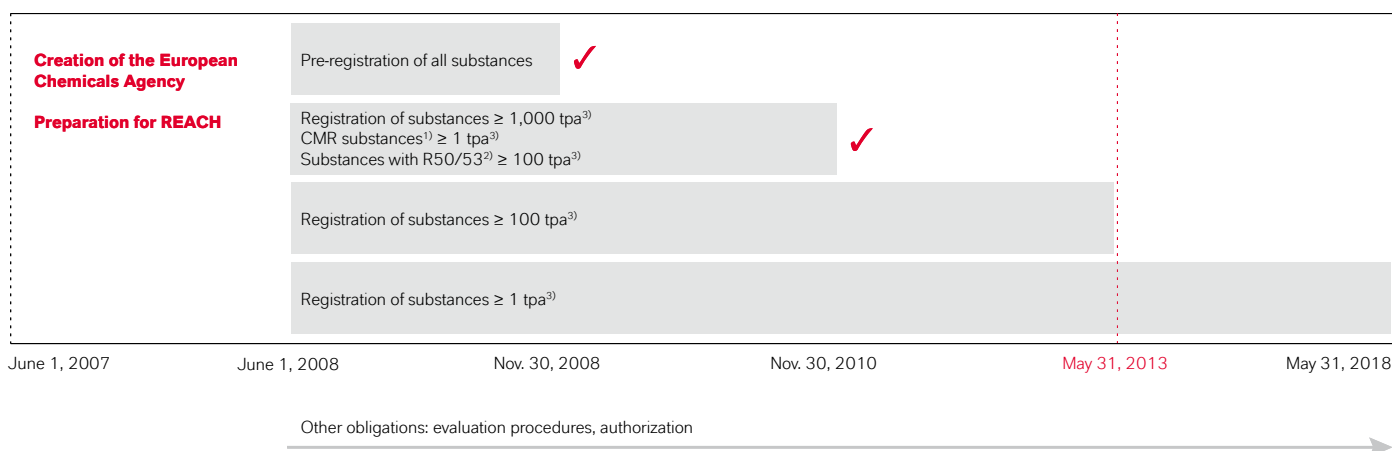 Creation of the European
Chemicals Agency
Preparation for REACH
Pre-registration of all substances
Registration of substances ≥ 1,000 tpa3)
CMR substances1) ≥ 1 tpa3)
Substances with R50/532) ≥ 100 tpa3)
Registration of substances ≥ 100 tpa3)
Registration of substances ≥ 1 tpa3)
June 1, 2007
June 1, 2008
Nov. 30, 2008
Nov. 30, 2010
May 31, 2013
May 31, 2018
Other obligations: evaluation procedures, authorization